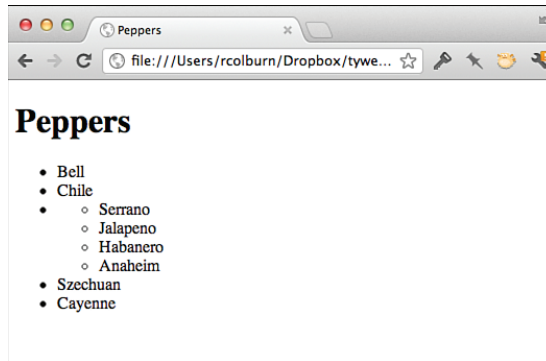 Peppers
file:///Users/rcolburn/Dropbox/tywe...
Peppers
Bell
Chile
Serrano
Jalapeno
Habanero
Anaheim
Szechuan
Cayenne